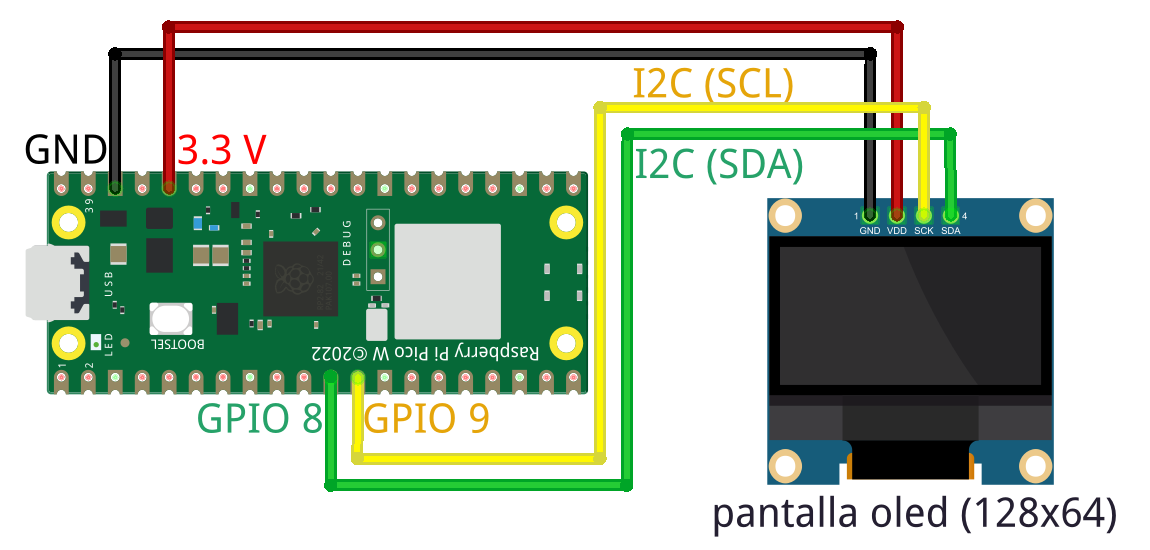 I2C (SCL)
GND
3.3 V
I2C (SDA)
39
DEBUG
1
4
GND VDD SCK SDA
USB
BOOTSEL
LED
1
2
Raspberry Pi Pico W ©2022
GPIO 8
GPIO 9
pantalla oled (128x64)